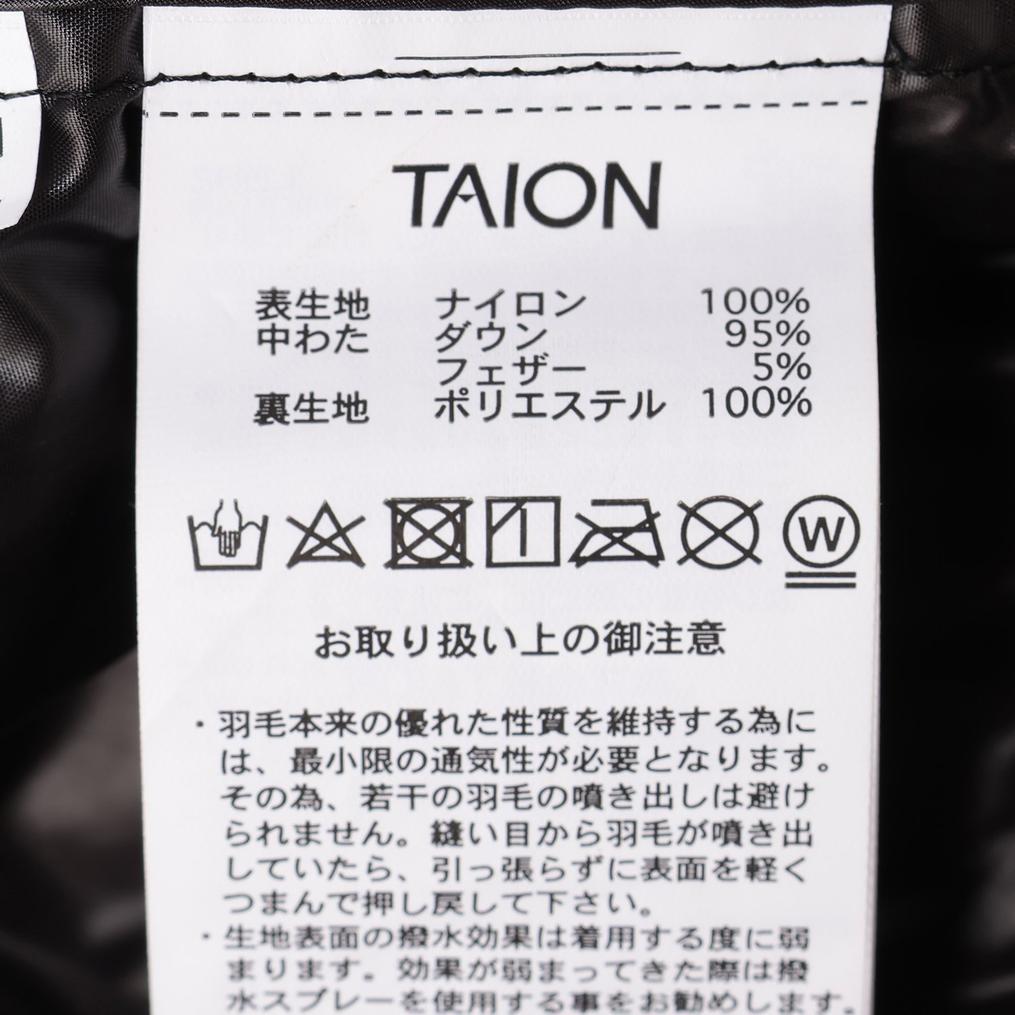 TAION
表生地 ナイロン 100%
中わた ダウン 95%
フェザー 5%
裏生地 ポリエステル 100%
W
お取り扱い上の御注意
・羽毛本来の優れた性質を維持する為に
は、最小限の通気性が必要となります。
その為、若干の羽毛の噴き出しは避け
られません。縫い目から羽毛が噴き出
していたら、引っ張らずに表面を軽く
つまんで押し戻して下さい。
・生地表面の撥水効果は着用する度に弱
まります。効果が弱まってきた際は撥
水スプレーを使用する事をお勧めします。